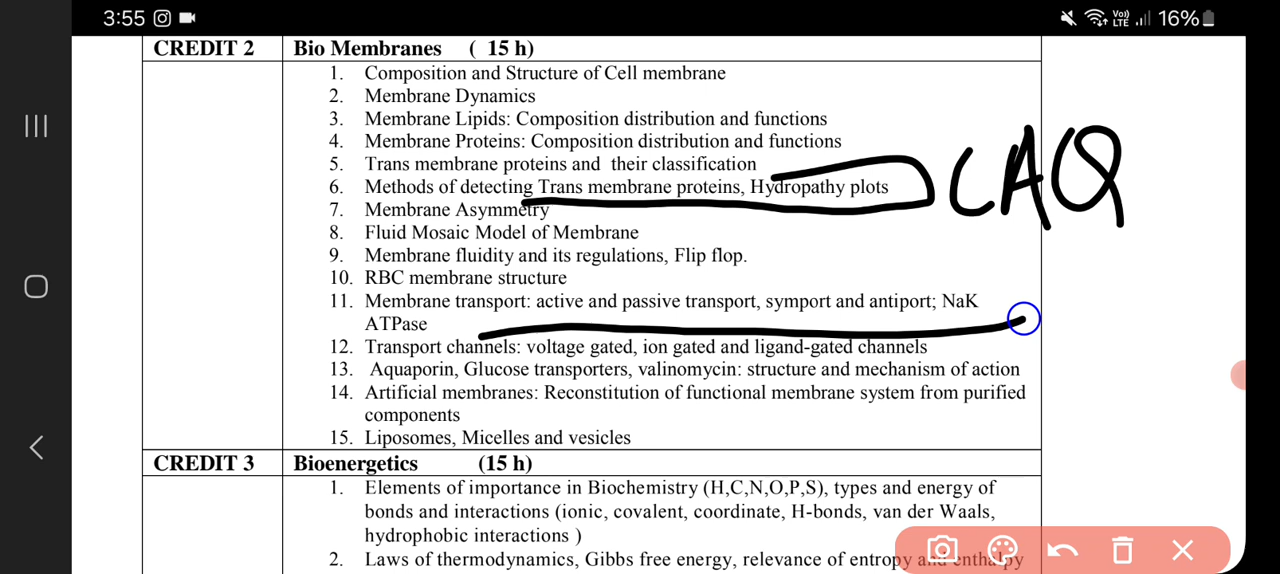 3:55 Vo)) LTE 16%
CREDIT 2 Bio Membranes ( 15 h)
1. Composition and Structure of Cell membrane
2. Membrane Dynamics
3. Membrane Lipids: Composition distribution and functions
4. Membrane Proteins: Composition distribution and functions
5. Trans membrane proteins and their classification
6. Methods of detecting Trans membrane proteins, Hydropathy plots
CAQ
7. Membrane Asymmetry
8. Fluid Mosaic Model of Membrane
9. Membrane fluidity and its regulations, Flip flop.
10. RBC membrane structure
11. Membrane transport: active and passive transport, symport and antiport; NaK
ATPase
12. Transport channels: voltage gated, ion gated and ligand-gated channels
13. Aquaporin, Glucose transporters, valinomycin: structure and mechanism of action
14. Artificial membranes: Reconstitution of functional membrane system from purified
components
15. Liposomes, Micelles and vesicles
CREDIT 3 Bioenergetics (15 h)
1. Elements of importance in Biochemistry (H,C,N,O,P,S), types and energy of
bonds and interactions (ionic, covalent, coordinate, H-bonds, van der Waals,
hydrophobic interactions )
2. Laws of thermodynamics, Gibbs free energy, relevance of entropy and enthalpy